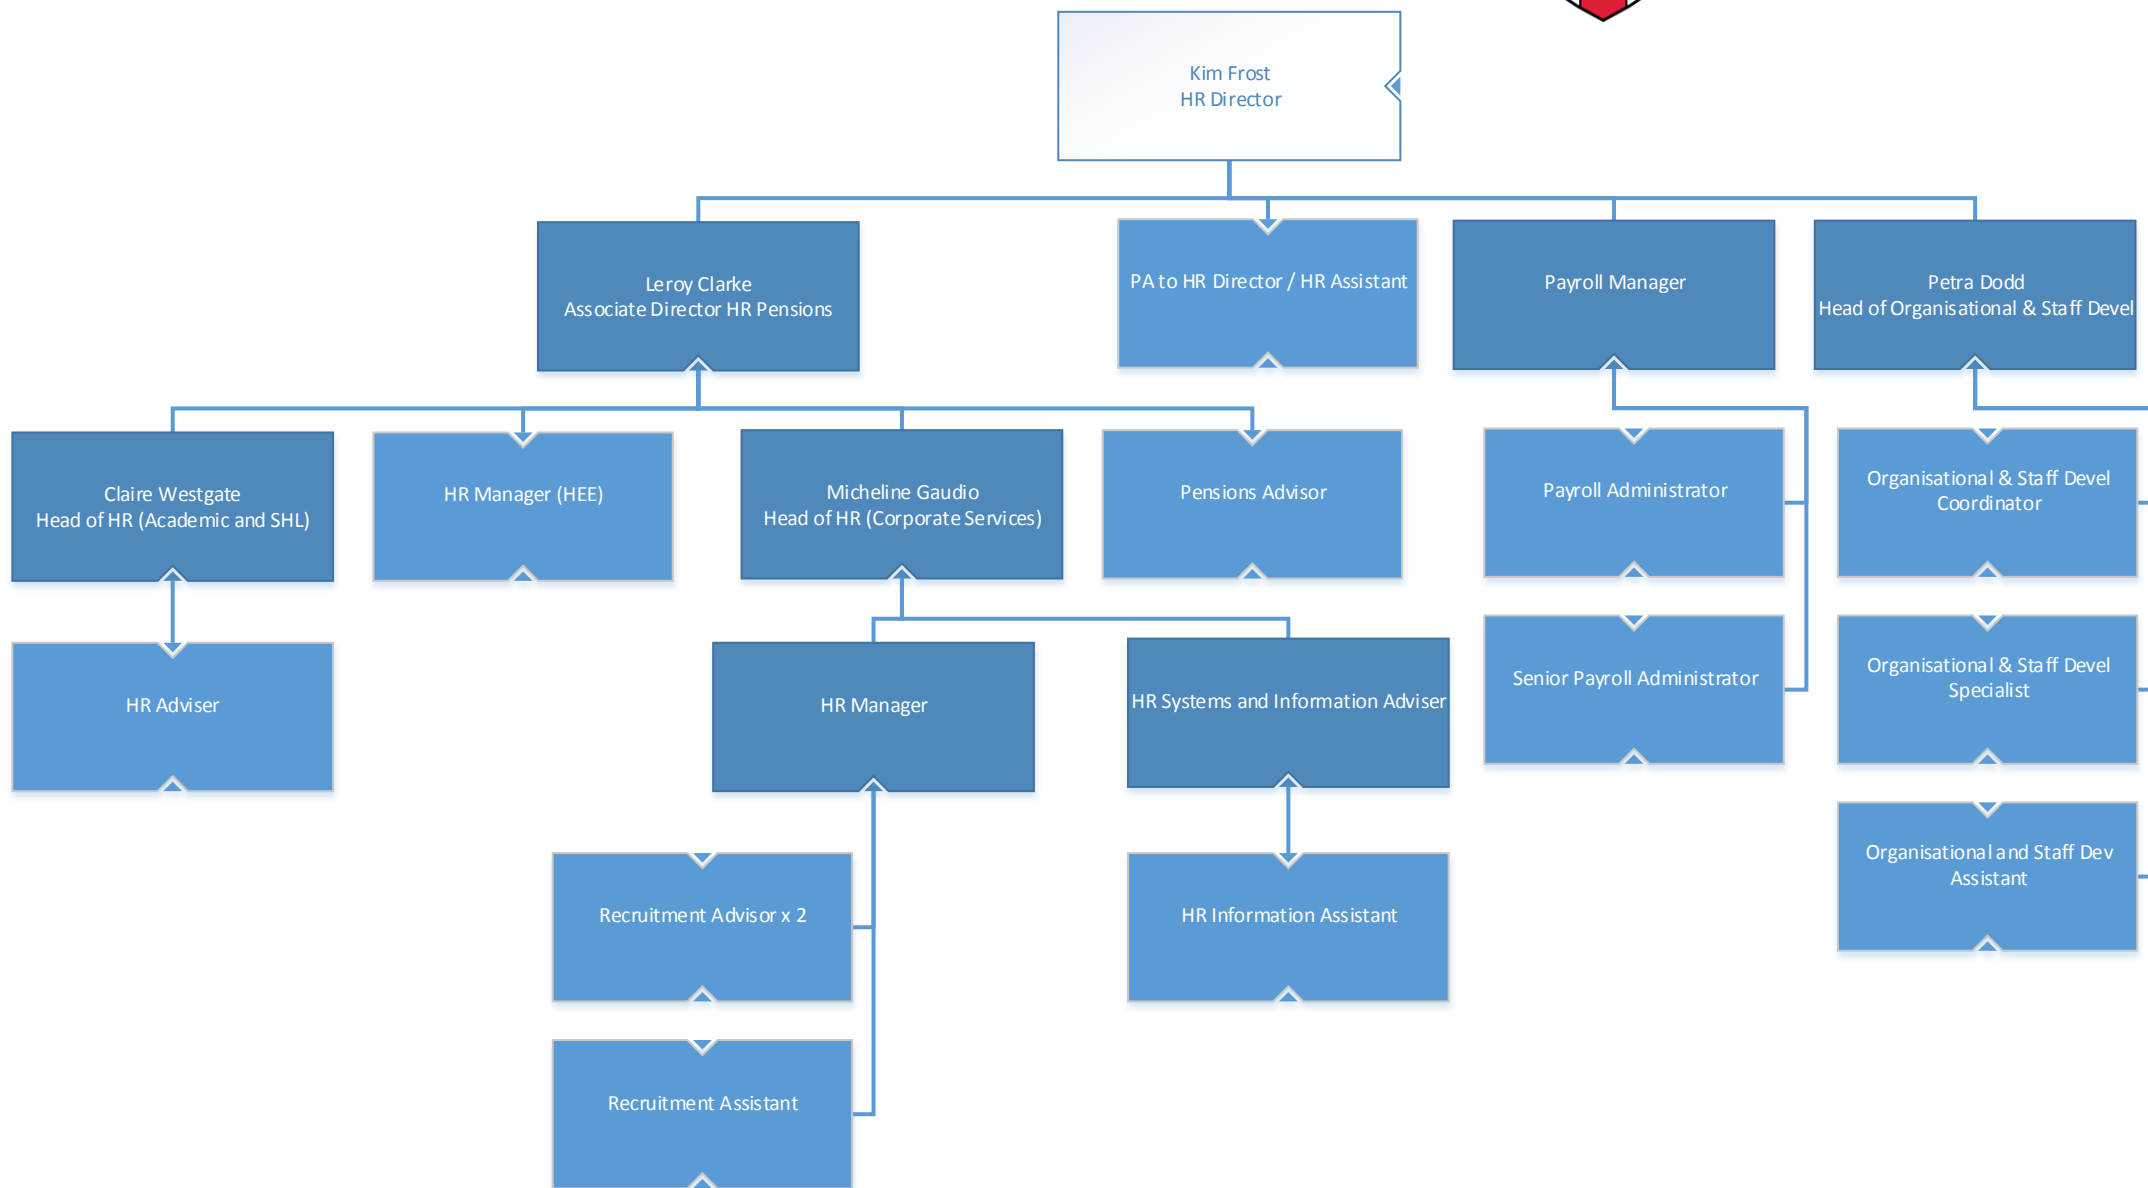 Kim Frost
HR Director
Leroy Clarke
Associate Director HR Pensions
PA to HR Director / HR Assistant
Payroll Manager
Petra Dodd
Head of Organisational & Staff Devel
Claire Westgate
Head of HR (Academic and SHL)
HR Manager (HEE)
Micheline Gaudio
Head of HR (Corporate Services)
Pensions Advisor
Payroll Administrator
Organisational & Staff Devel
Coordinator
HR Adviser
HR Manager
HR Systems and Information Adviser
Senior Payroll Administrator
Organisational & Staff Devel
Specialist
Organisational and Staff Dev
Assistant
Recruitment Advisor x 2
HR Information Assistant
Recruitment Assistant